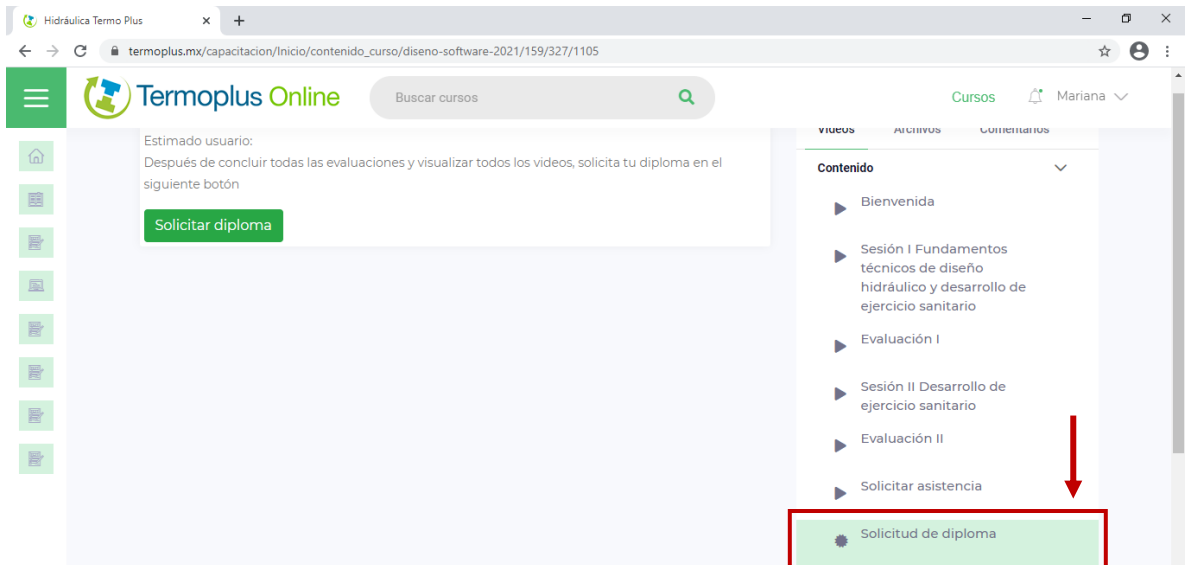 Hidráulica Termo Plus
termoplus.mx/capacitacion/Inicio/contenido_curso/diseno-software-2021/159/327/1105
Termoplus Online
Buscar cursos
Cursos
Mariana
Estimado usuario:
Después de concluir todas las evaluaciones y visualizar todos los videos, solicita tu diploma en el
siguiente botón
Solicitar diploma
Videos
Archivos
Comentarios
Contenido
Bienvenida
Sesión I Fundamentos
técnicos de diseño
hidráulico y desarrollo de
ejercicio sanitario
Evaluación I
Sesión II Desarrollo de
ejercicio sanitario
Evaluación II
Solicitar asistencia
Solicitud de diploma